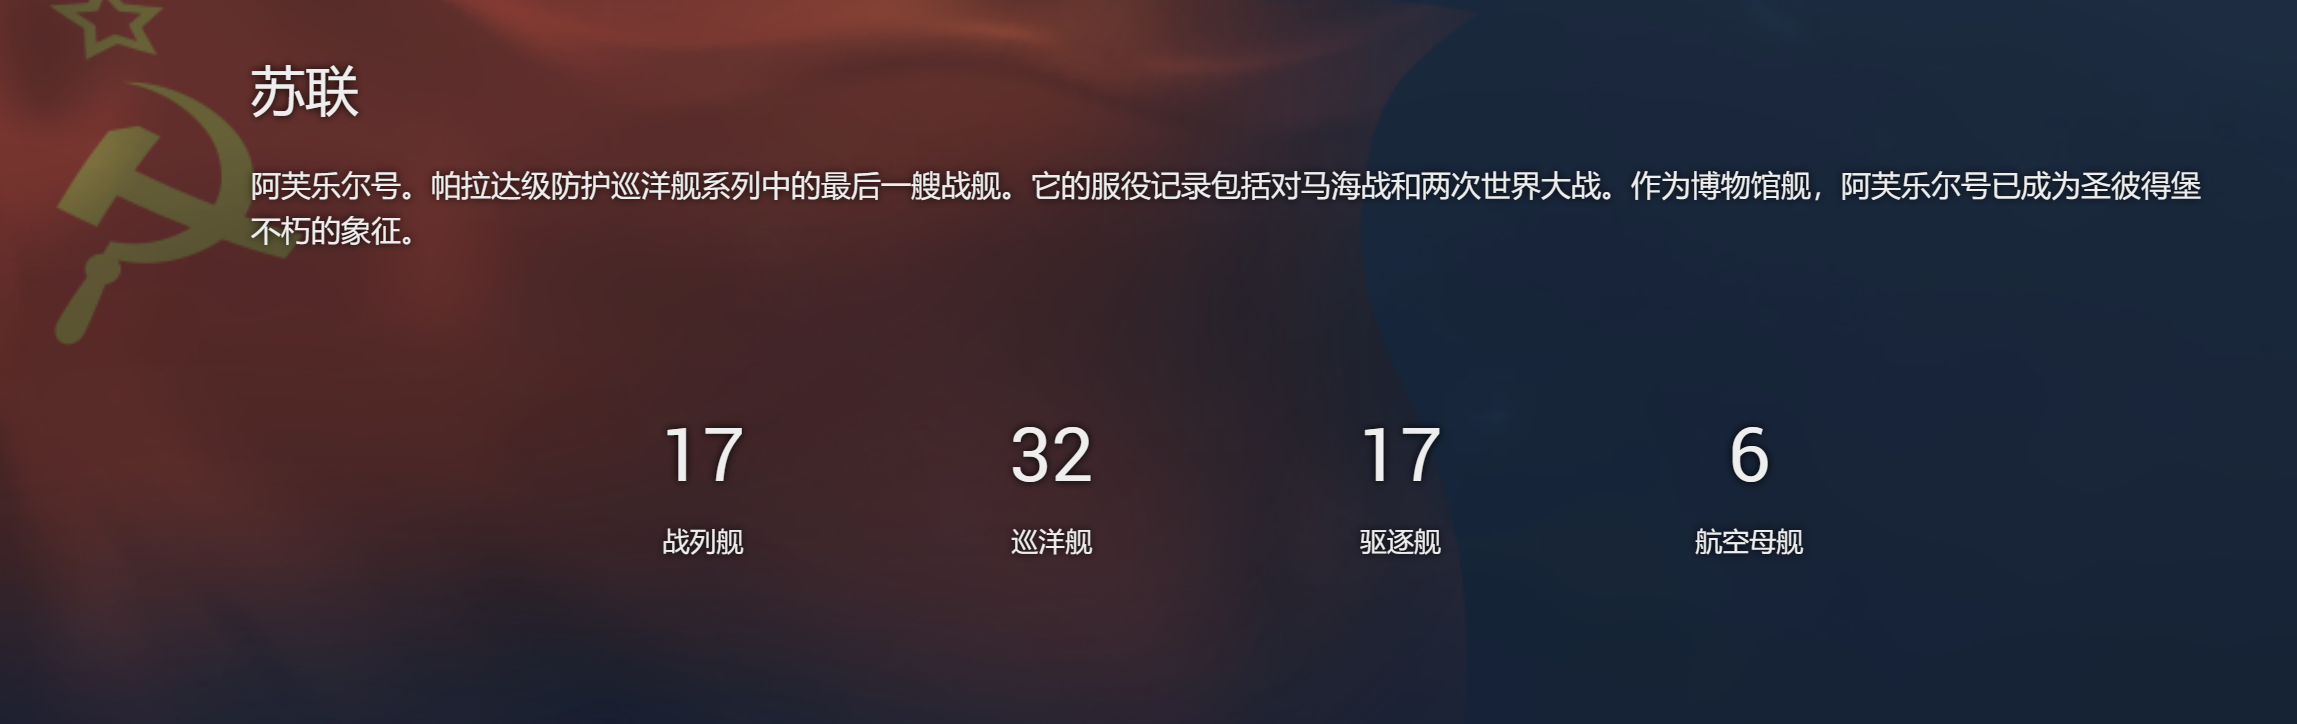 苏联
阿芙乐尔号。帕拉达级防护巡洋舰系列中的最后一艘战舰。它的服役记录包括对马海战和两次世界大战。作为博物馆舰，阿芙乐尔号已成为圣彼得堡
不朽的象征。
17 32 17 6
战列舰 巡洋舰 驱逐舰 航空母舰